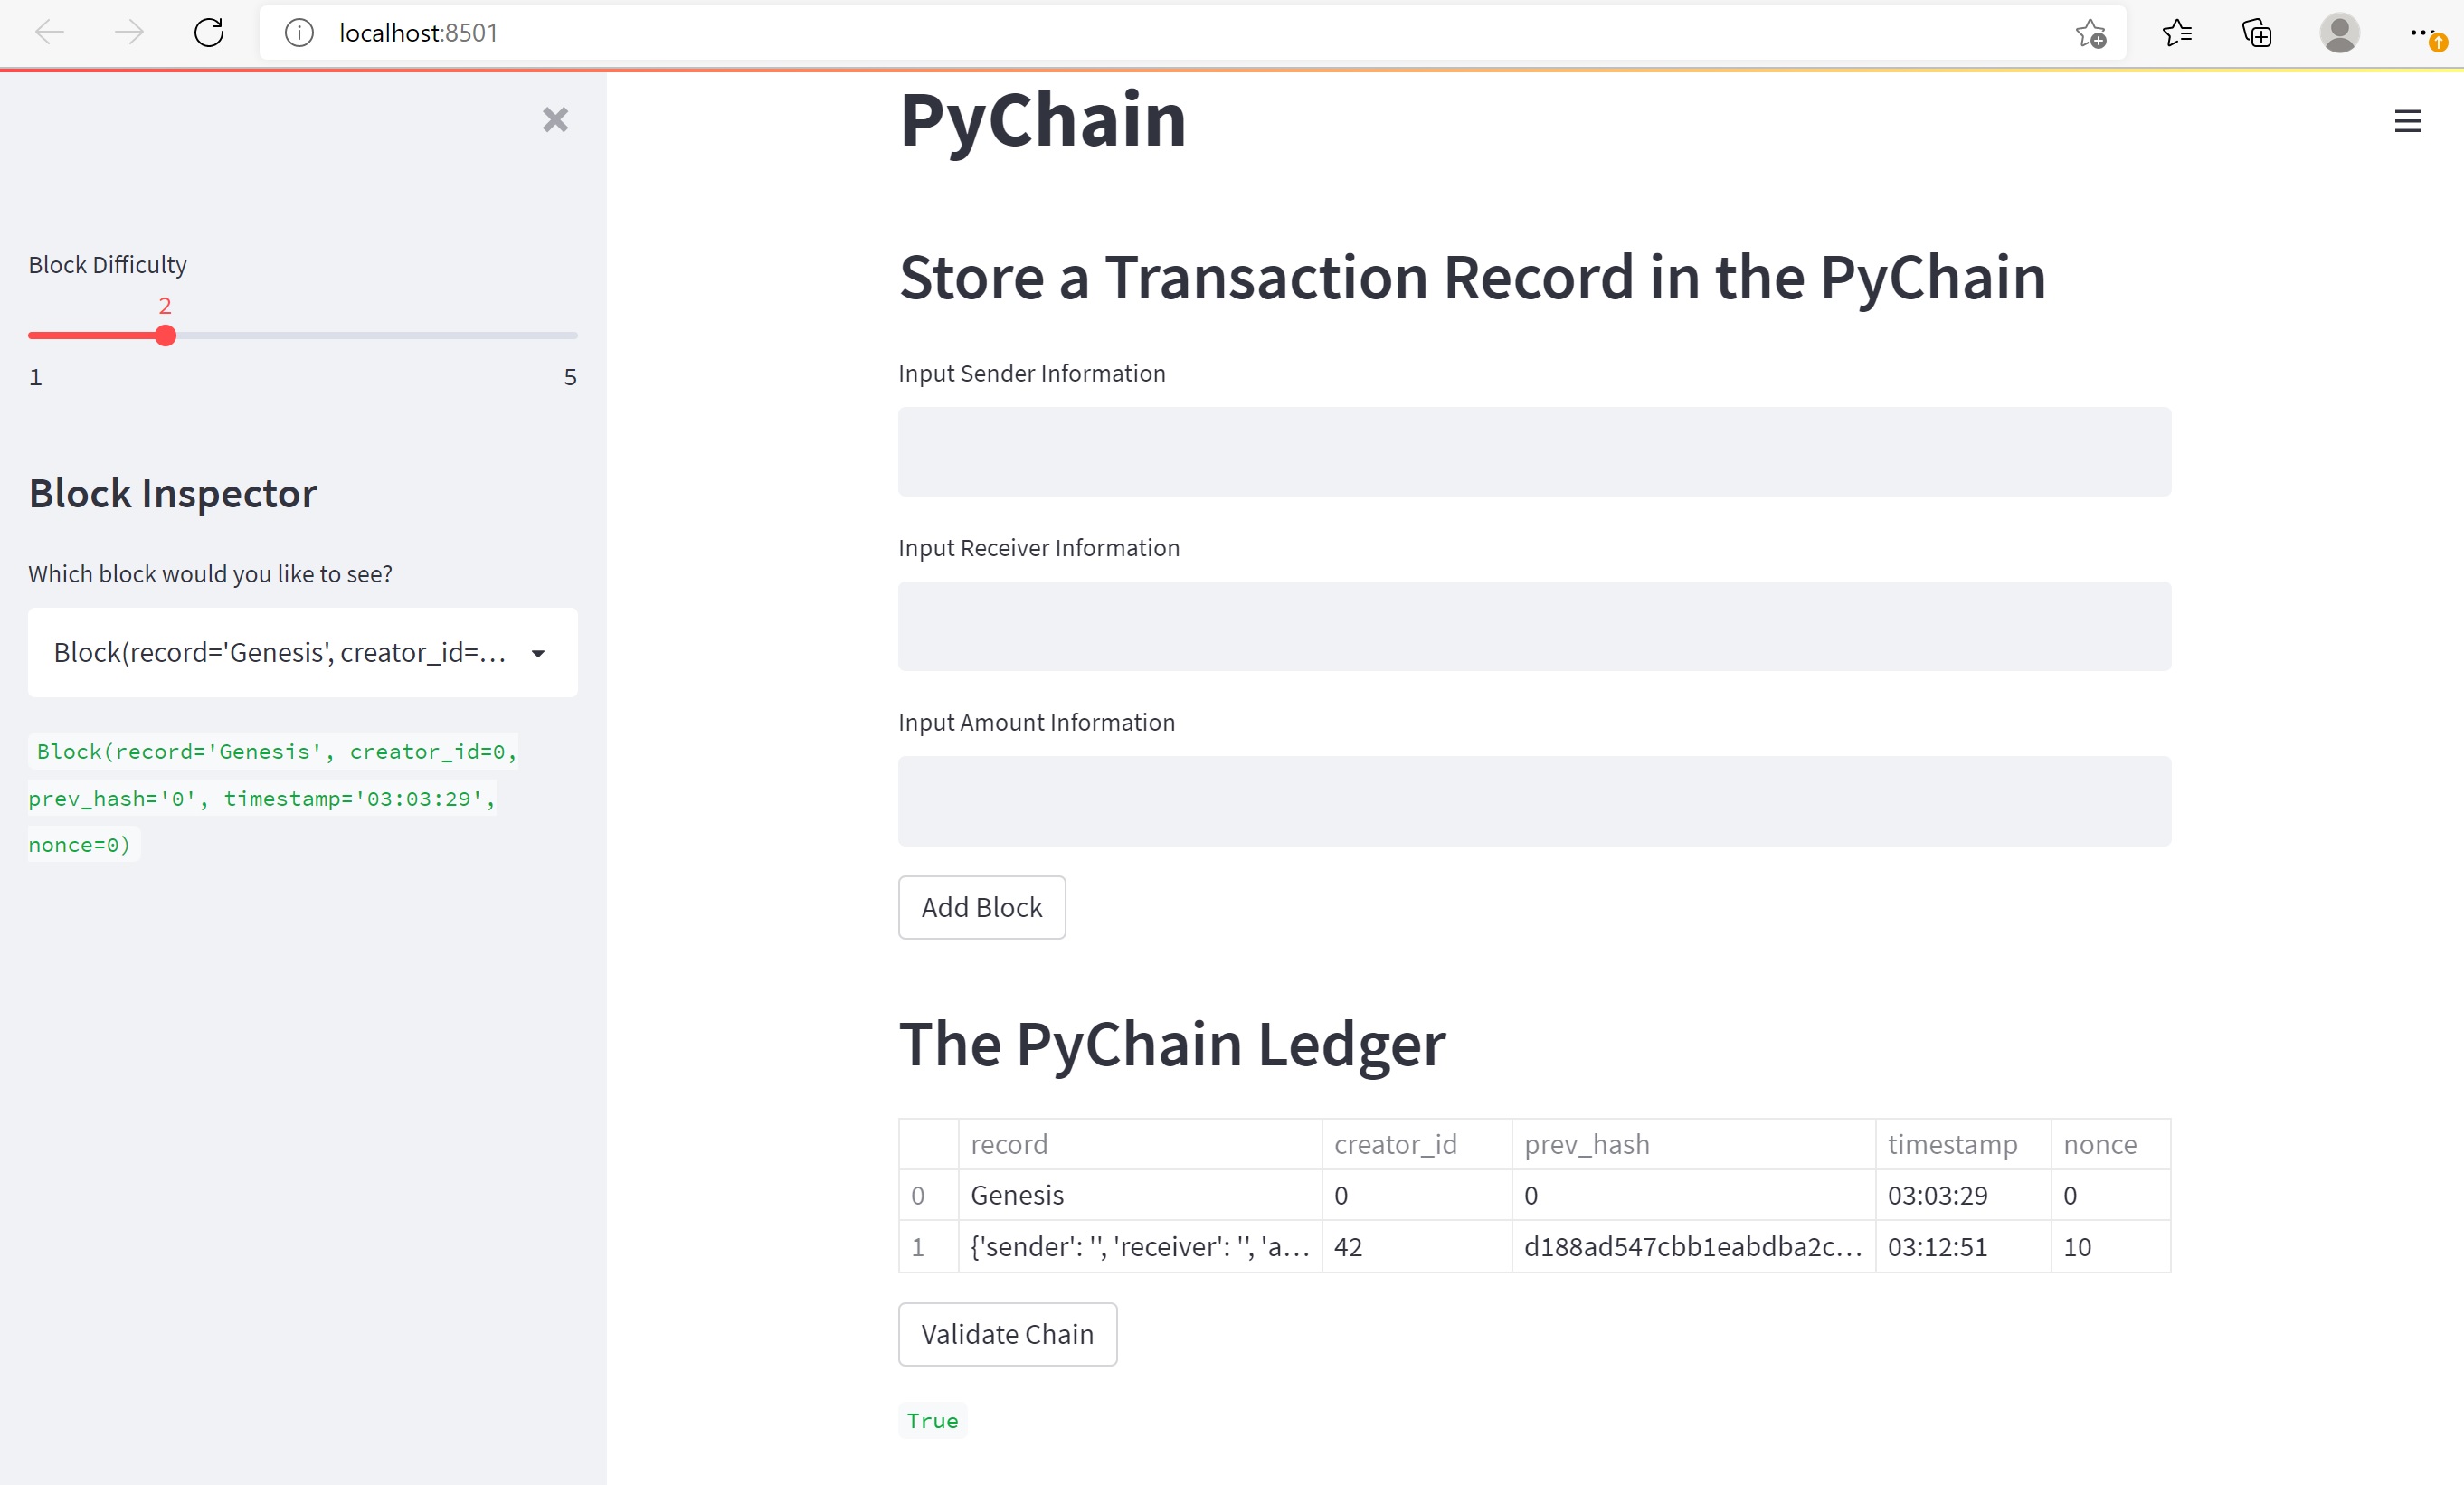 localhost:8501
Block Difficulty
2
1 5
Block Inspector
Which block would you like to see?
Block(record='Genesis', creator_id=...
Block(record='Genesis', creator_id=0,
prev_hash='0', timestamp='03:03:29',
nonce=0)
PyChain
Store a Transaction Record in the PyChain
Input Sender Information
Input Receiver Information
Input Amount Information
Add Block
The PyChain Ledger
record creator_id prev_hash timestamp nonce
0 Genesis 0 0 03:03:29 0
1 {'sender': '', 'receiver': '', 'a... 42 d188ad547cbb1eabdba2c... 03:12:51 10
Validate Chain
True